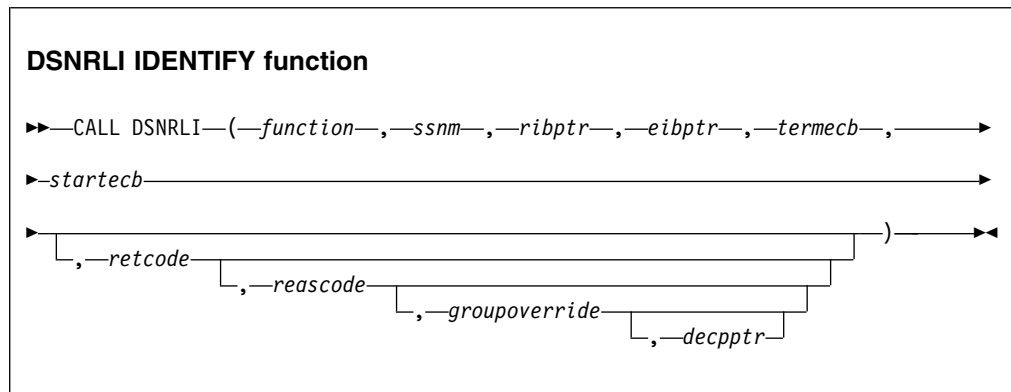 DSNRLI IDENTIFY function
CALL DSNRLI ( function , ssnm , ribptr , eibptr , termecb ,
startecb
)
, retcode
, reascode
, groupoverride
, decpptr